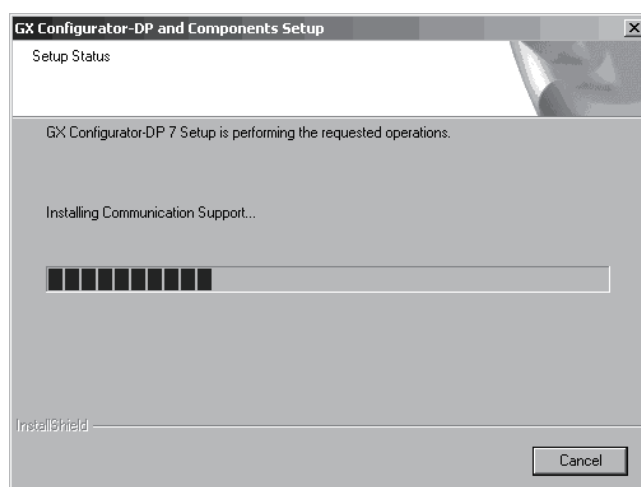 GX Configurator-DP and Components Setup
Setup Status
GX Configurator-DP 7 Setup is performing the requested operations.
Installing Communication Support...
InstallShield
Cancel